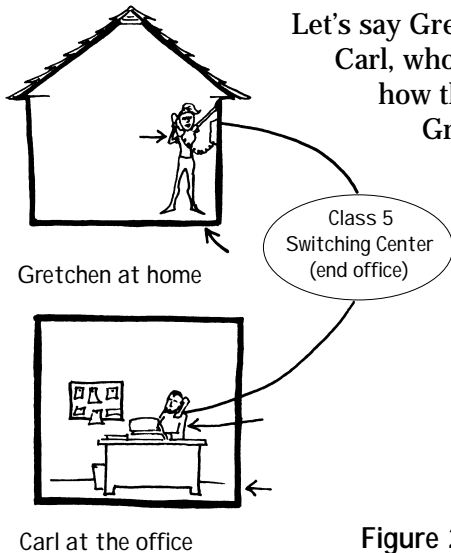 Let's say Gre
Carl, who
how th
Gr
Class 5
Switching Center
(end office)
Gretchen at home
Carl at the office
Figure